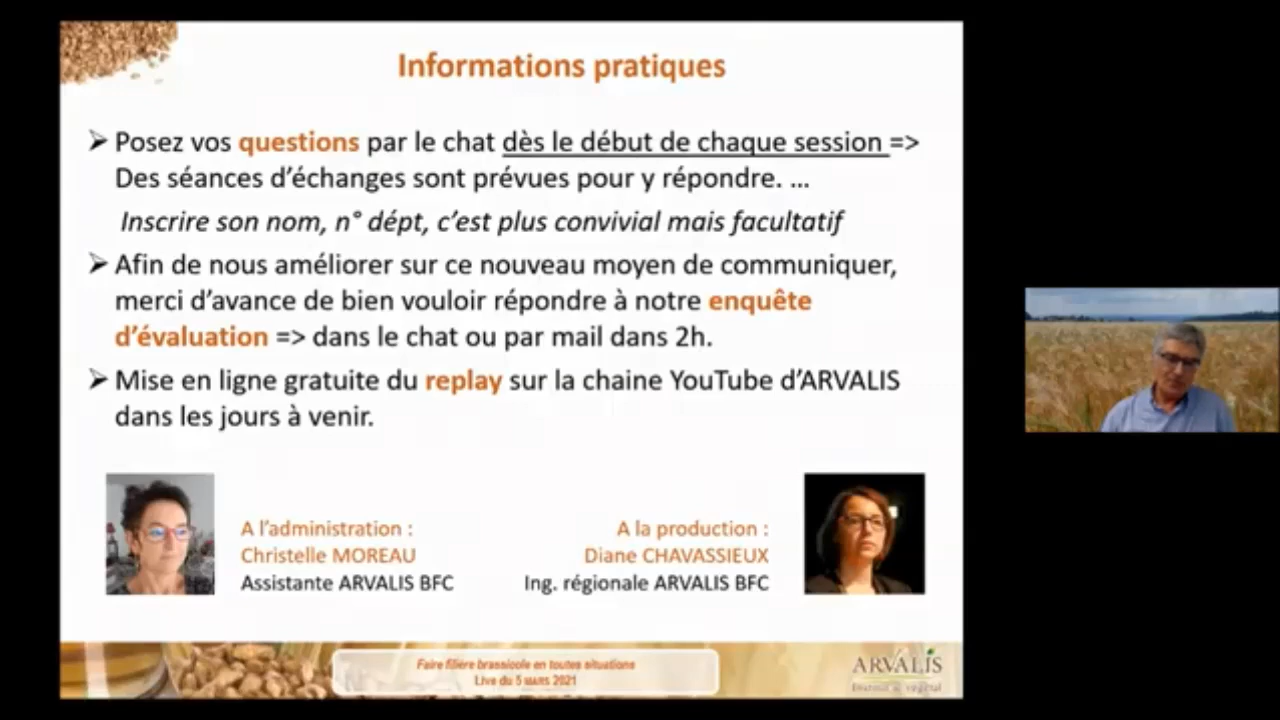 Informations pratiques
➢ Posez vos questions par le chat dès le début de chaque session =>
Des séances d'échanges sont prévues pour y répondre. ...
Inscrire son nom, n° dépt, c'est plus convivial mais facultatif
➢ Afin de nous améliorer sur ce nouveau moyen de communiquer,
merci d'avance de bien vouloir répondre à notre enquête
d'évaluation => dans le chat ou par mail dans 2h.
➢ Mise en ligne gratuite du replay sur la chaine YouTube d'ARVALIS
dans les jours à venir.
A l'administration :
Christelle MOREAU
Assistante ARVALIS BFC
A la production :
Diane CHAVASSIEUX
Ing. régionale ARVALIS BFC
Faire filière brassicole en toutes situations
Live du 5 mars 2021
ARVALIS
Institut du végétal